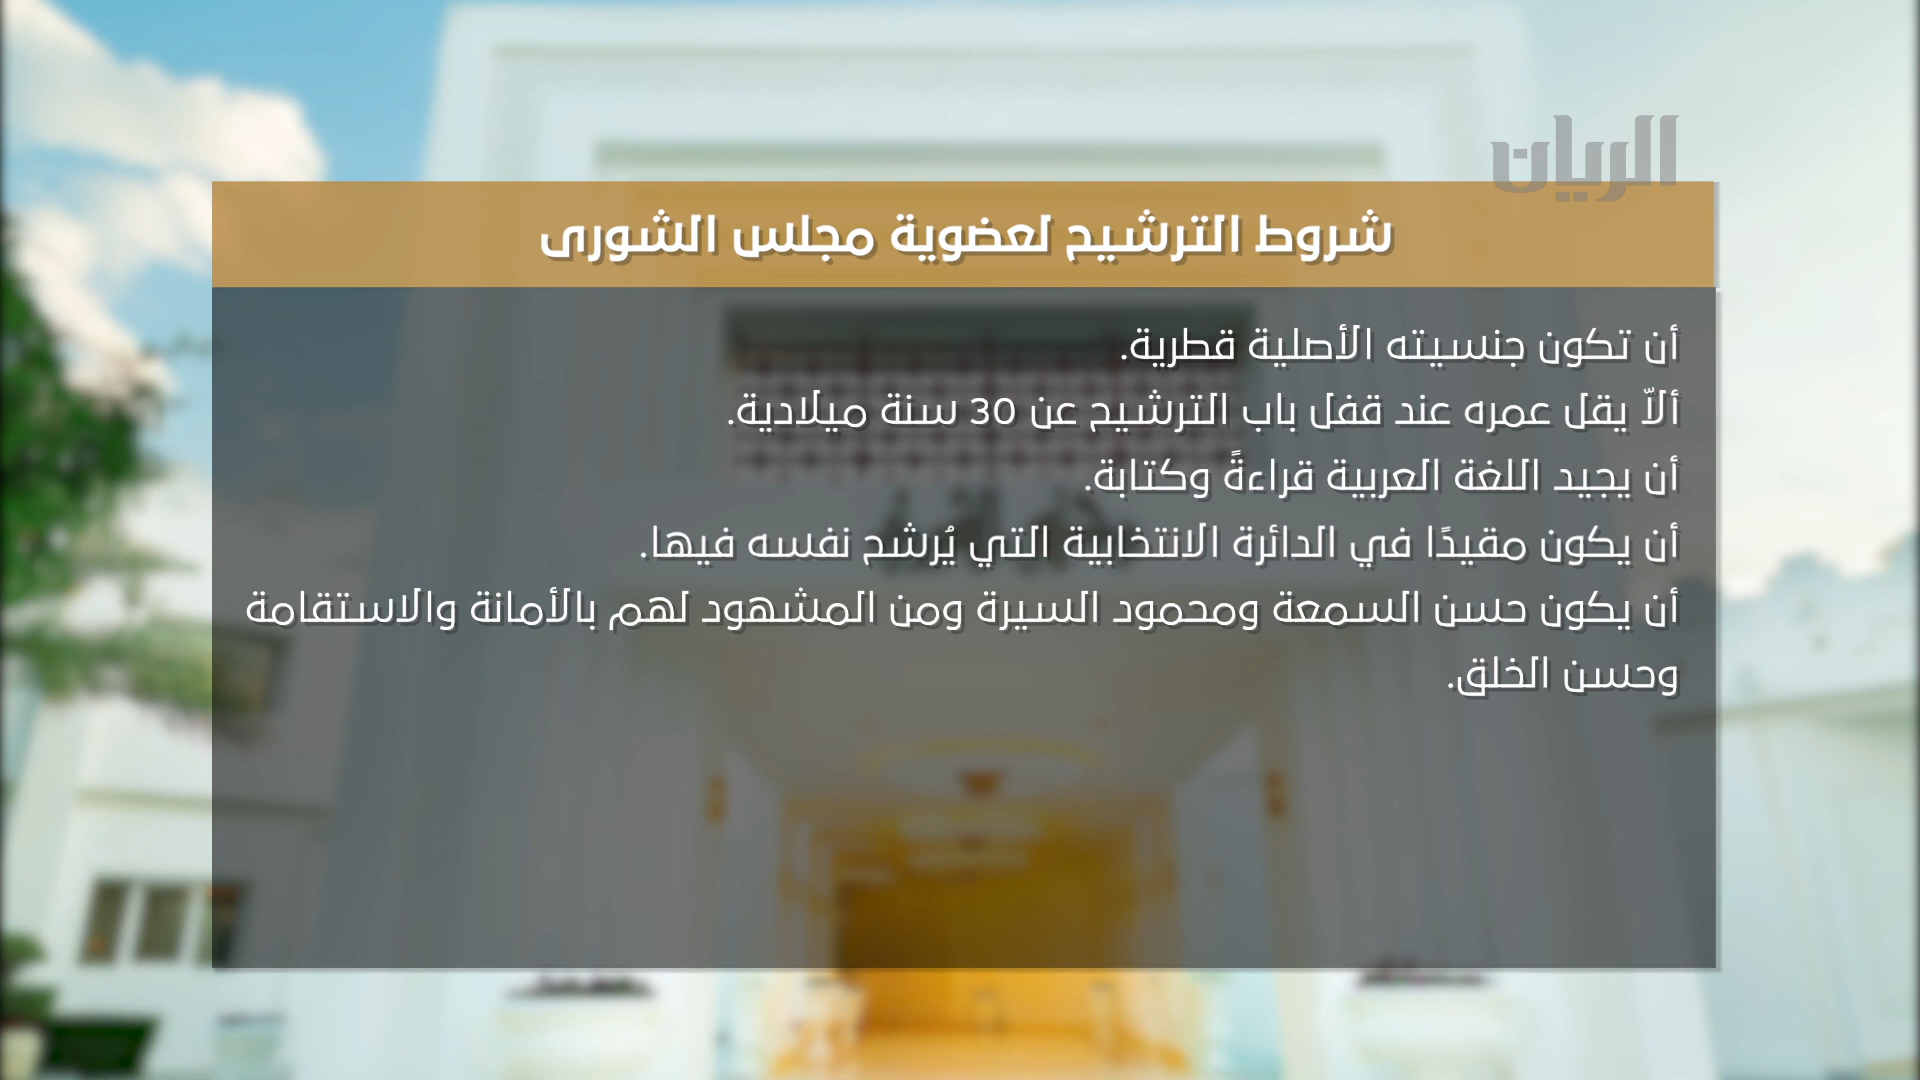 الريان
شروط الترشيح لعضوية مجلس الشورى
أن تكون جنسيته الأصلية قطرية.
ألاّ يقل عمره عند قفل باب الترشيح عن 30 سنة ميلادية.
أن يجيد اللغة العربية قراءةً وكتابة.
أن يكون مقيدًا في الدائرة الانتخابية التي يُرشح نفسه فيها.
أن يكون حسن السمعة ومحمود السيرة ومن المشهود لهم بالأمانة والاستقامة
وحسن الخلق.